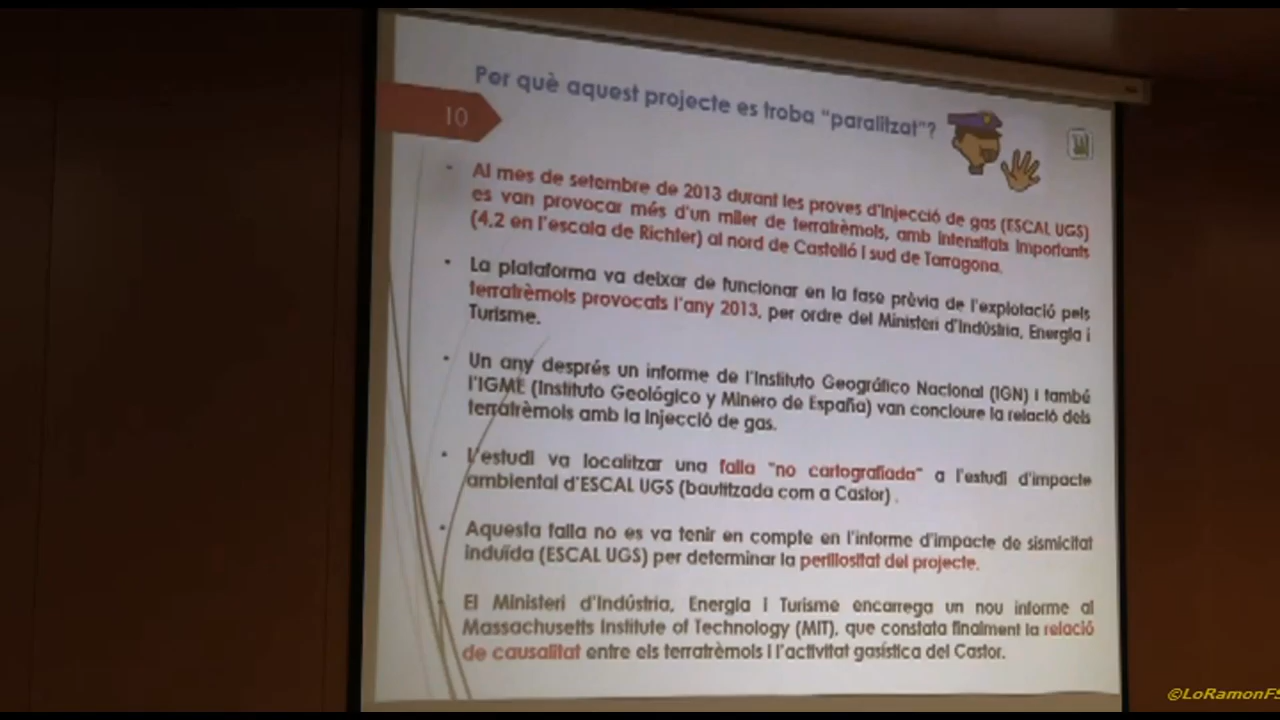 Per què aquest projecte es troba "paralitzat"?
10
Al mes de setembre de 2013 durant les proves d'injecció de gas (ESCAL UGS)
es van provocar més d'un miler de terratrèmols, amb intensitats importants
(4,2 en l'escala de Richter) al nord de Castelló i sud de Tarragona.
La plataforma va deixar de funcionar en la fase prèvia de l'explotació pels
terratrèmols provocats l'any 2013, per ordre del Ministeri d'Indústria, Energia i
Turisme.
Un any després un informe de l'Instituto Geográfico Nacional (IGN) i també
l'IGME (Instituto Geológico y Minero de España) van concloure la relació dels
terratrèmols amb la injecció de gas.
L'estudi va localitzar una falla "no cartografiada" a l'estudi d'impacte
ambiental d'ESCAL UGS (bautitzada com a Castor) .
Aquesta falla no es va tenir en compte en l'informe d'impacte de sismicitat
induïda (ESCAL UGS) per determinar la perillositat del projecte.
El Ministeri d'Indústria, Energia i Turisme encarrega un nou informe al
Massachusetts Institute of Technology (MIT), que constata finalment la relació
de causalitat entre els terratrèmols i l'activitat gasística del Castor.
©LoRamonFS